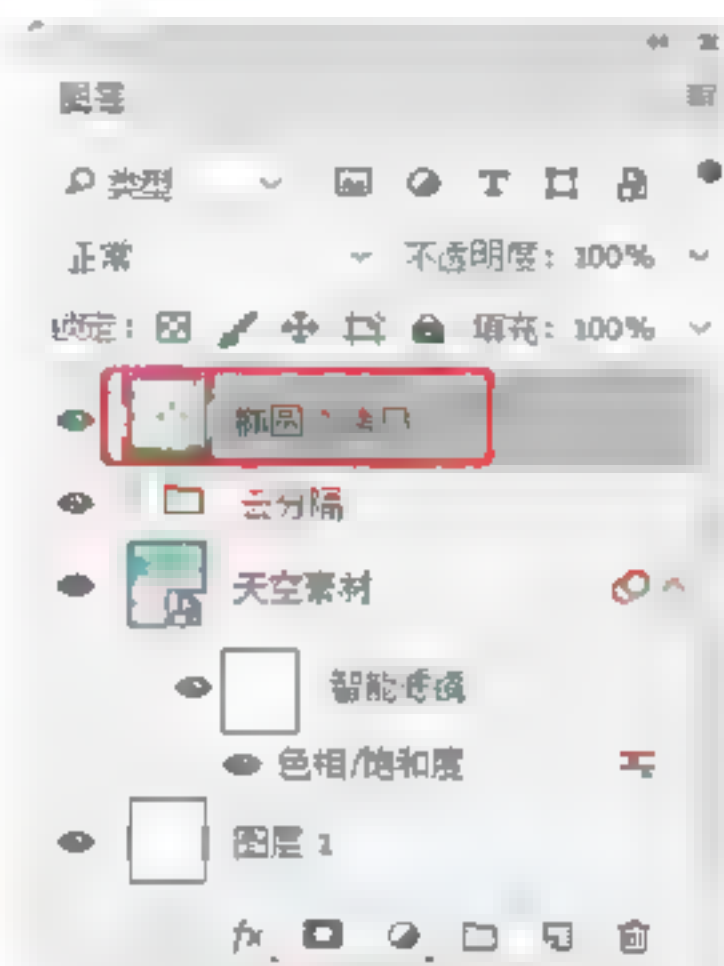 图层
类型
正常 不透明度: 100%
锁定: 填充: 100%
云分隔
天空素材
智能滤镜
色相/饱和度
图层 1
fx